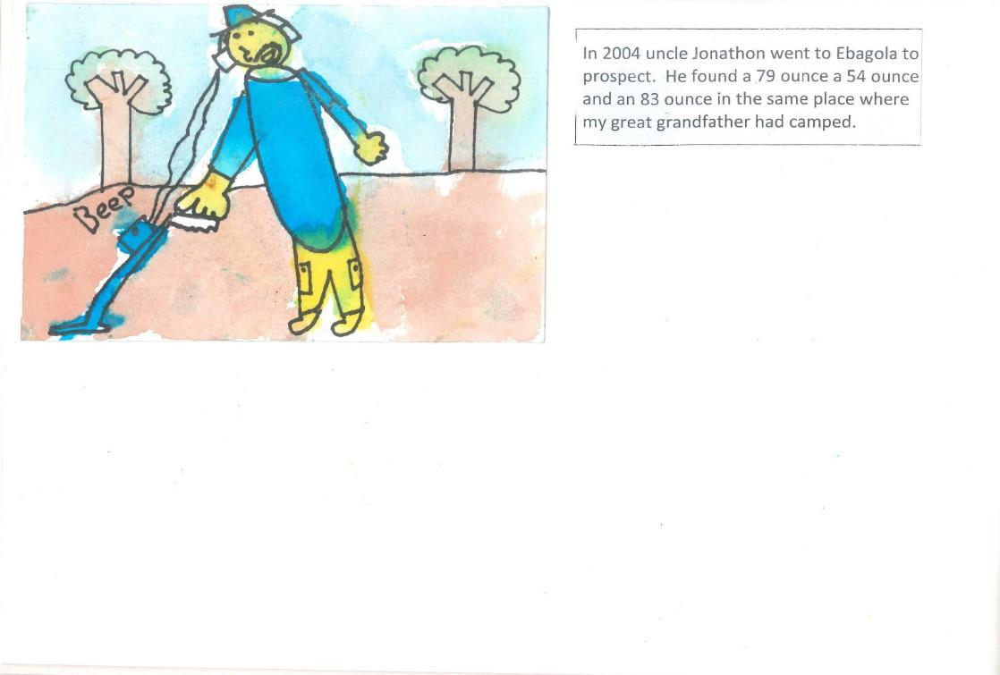 Beep
In 2004 uncle Jonathon went to Ebagola to
prospect. He found a 79 ounce a 54 ounce
and an 83 ounce in the same place where
my great grandfather had camped.